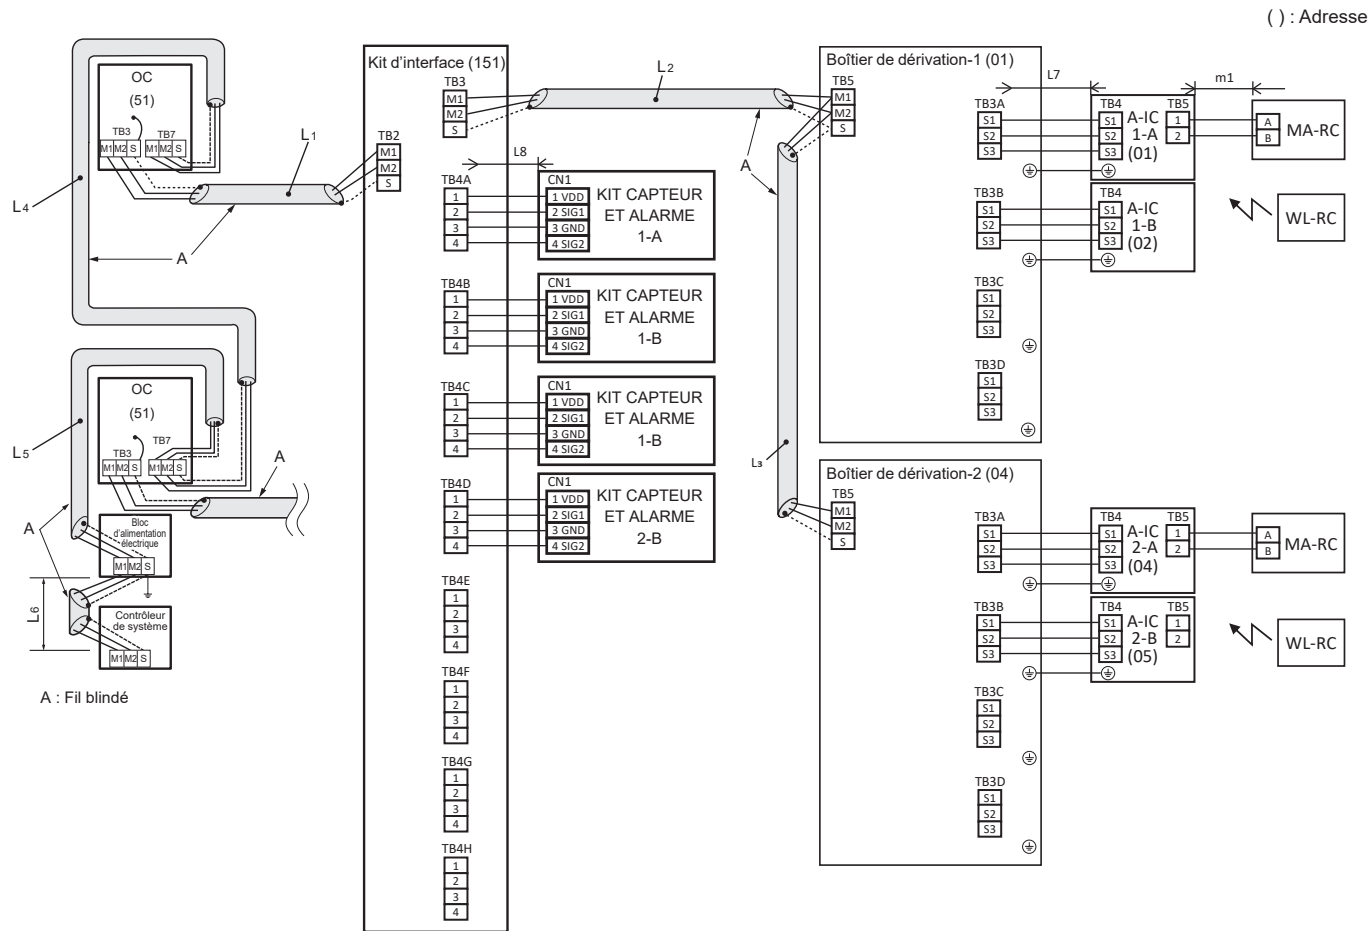 ( ) : Adresse
OC
(51)
TB3
TB7
M1 M2 S
M1 M2 S
L4
L1
A
Kit d'interface (151)
TB2
M1
M2
S
TB3
M1
M2
S
L2
A
L8
TB4A
1
2
3
4
CN1
1 VDD
2 SIG1
3 GND
4 SIG2
KIT CAPTEUR
ET ALARME
1-A
TB4B
1
2
3
4
CN1
1 VDD
2 SIG1
3 GND
4 SIG2
KIT CAPTEUR
ET ALARME
1-B
TB4C
1
2
3
4
CN1
1 VDD
2 SIG1
3 GND
4 SIG2
KIT CAPTEUR
ET ALARME
1-B
TB4D
1
2
3
4
CN1
1 VDD
2 SIG1
3 GND
4 SIG2
KIT CAPTEUR
ET ALARME
2-B
TB4E
1
2
3
4
TB4F
1
2
3
4
TB4G
1
2
3
4
TB4H
1
2
3
4
OC
(51)
TB3
TB7
M1 M2 S
M1 M2 S
L5
A
A
Bloc
d'alimentation
électrique
M1 M2 S
L6
Contrôleur
de système
M1 M2 S
A : Fil blindé
L3
Boîtier de dérivation-1 (01)
TB5
M1
M2
S
TB3A
S1
S2
S3
L7
TB4
S1
S2
S3
A-IC
1-A
(01)
TB5
1
2
m1
A
B
MA-RC
TB3B
S1
S2
S3
TB4
S1
S2
S3
A-IC
1-B
(02)
WL-RC
TB3C
S1
S2
S3
TB3D
S1
S2
S3
Boîtier de dérivation-2 (04)
TB5
M1
M2
S
TB3A
S1
S2
S3
TB4
S1
S2
S3
A-IC
2-A
(04)
TB5
1
2
A
B
MA-RC
TB3B
S1
S2
S3
TB4
S1
S2
S3
A-IC
2-B
(05)
TB5
1
2
WL-RC
TB3C
S1
S2
S3
TB3D
S1
S2
S3